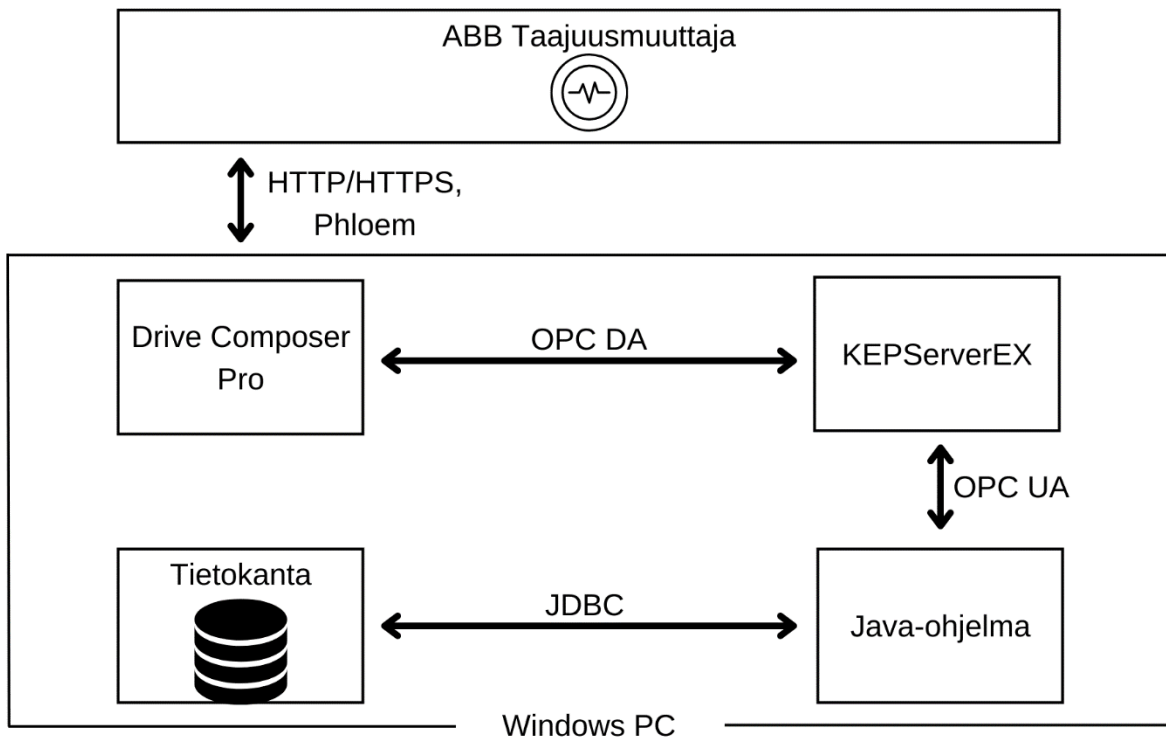 ABB Taajuusmuuttaja
HTTP/HTTPS,
Phloem
Drive Composer
Pro
OPC DA
KEPServerEX
OPC UA
Tietokanta
JDBC
Java-ohjelma
Windows PC